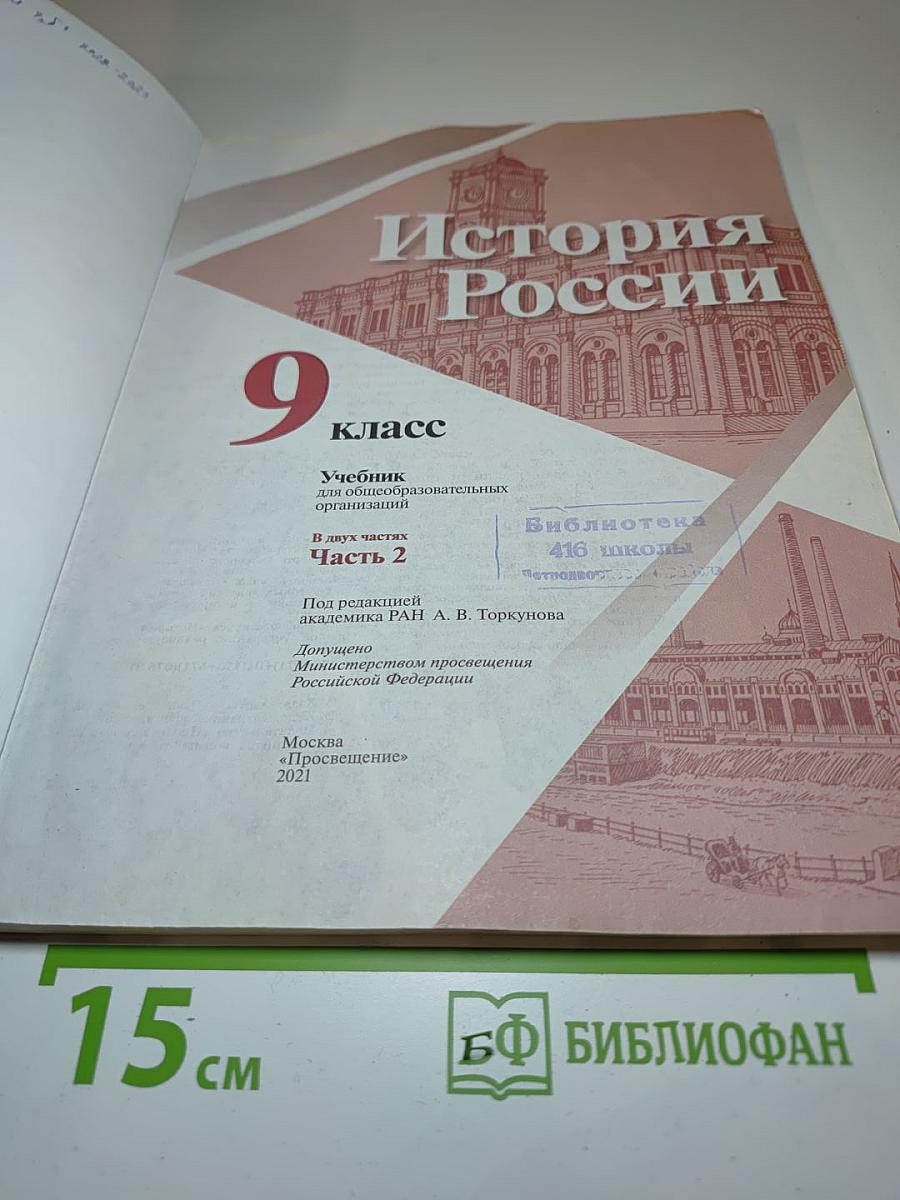 История
России
9
класс
Учебник
для общеобразовательных
организаций
В двух частях
Часть 2
Библиотека
416 школы
Под редакцией
академика РАН А. В. Торкунова
Допущено
Министерством просвещения
Российской Федерации
Москва
«Просвещение»
2021
15 см
БФ
БИБЛИОФАН